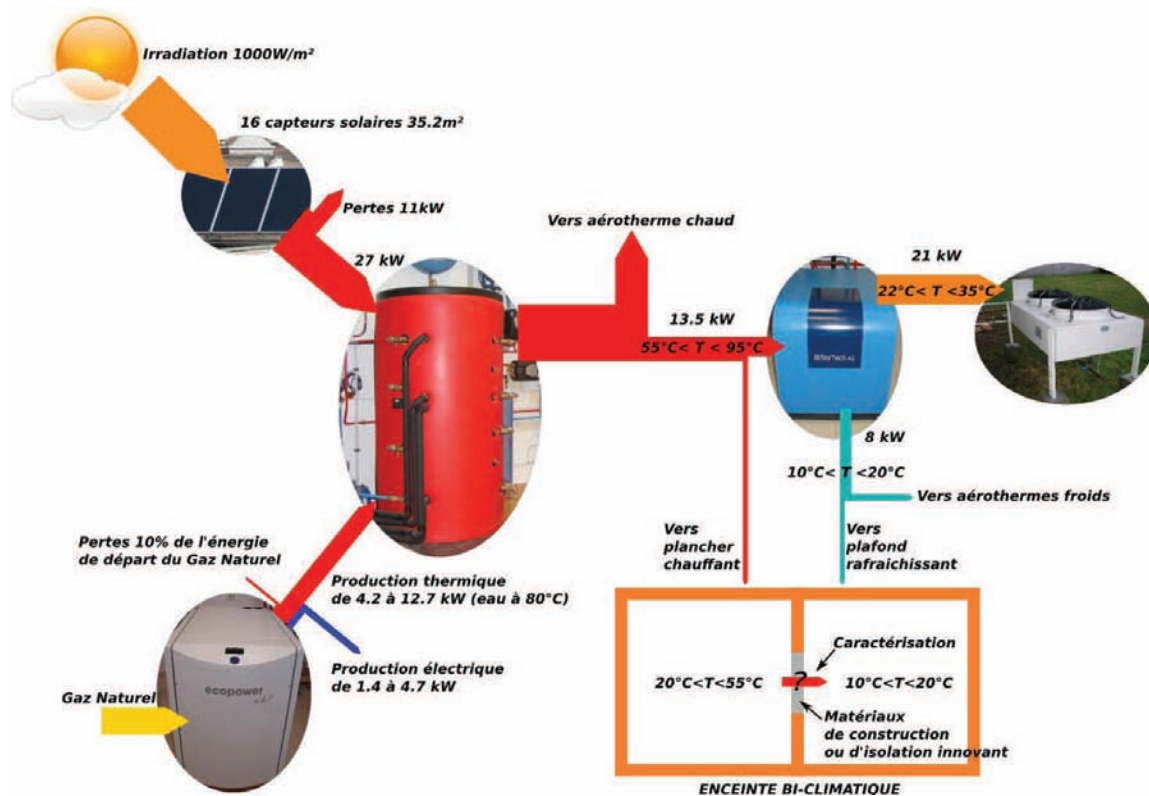 Irradiation 1000W/m²
16 capteurs solaires 35.2m²
Pertes 11kW
27 kW
Vers aérotherme chaud
21 kW
22°C< T <35°C
13.5 kW
55°C< T < 95°C
8 kW
10°C< T <20°C
Vers aérothermes froids
Vers
plancher
chauffant
Vers
plafond
rafraichissant
Pertes 10% de l'énergie
de départ du Gaz Naturel
Production thermique
de 4.2 à 12.7 kW (eau à 80°C)
Production électrique
de 1.4 à 4.7 kW
Gaz Naturel
ecopower
Caractérisation
20°C<T<55°C
?
10°C<T<20°C
Matériaux
de construction
ou d'isolation innovant
ENCEINTE BI-CLIMATIQUE